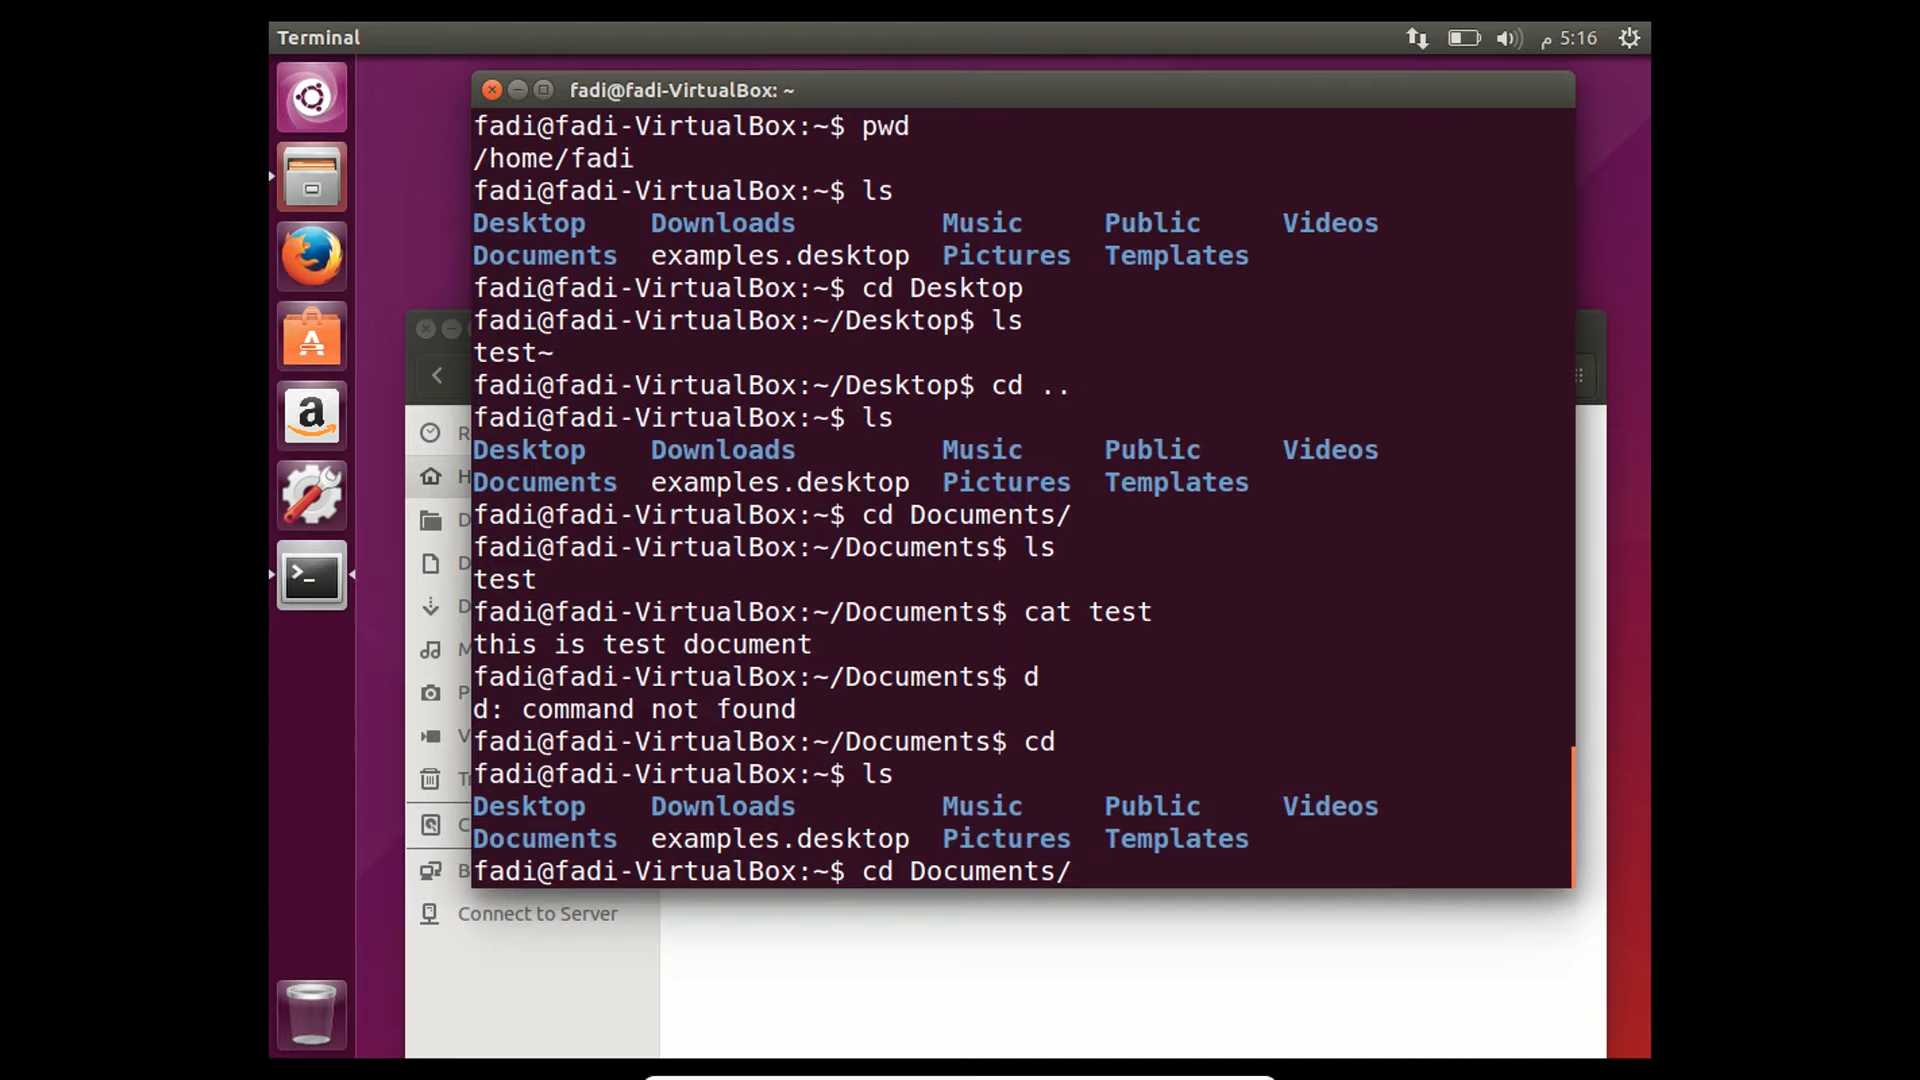 Terminal
م 5:16
fadi@fadi-VirtualBox: ~
fadi@fadi-VirtualBox:~$ pwd
/home/fadi
fadi@fadi-VirtualBox:~$ ls
Desktop Downloads Music Public Videos
Documents examples.desktop Pictures Templates
fadi@fadi-VirtualBox:~$ cd Desktop
fadi@fadi-VirtualBox:~/Desktop$ ls
test~
fadi@fadi-VirtualBox:~/Desktop$ cd ..
fadi@fadi-VirtualBox:~$ ls
Desktop Downloads Music Public Videos
Documents examples.desktop Pictures Templates
fadi@fadi-VirtualBox:~$ cd Documents/
fadi@fadi-VirtualBox:~/Documents$ ls
test
fadi@fadi-VirtualBox:~/Documents$ cat test
this is test document
fadi@fadi-VirtualBox:~/Documents$ d
d: command not found
fadi@fadi-VirtualBox:~/Documents$ cd
fadi@fadi-VirtualBox:~$ ls
Desktop Downloads Music Public Videos
Documents examples.desktop Pictures Templates
fadi@fadi-VirtualBox:~$ cd Documents/
Connect to Server